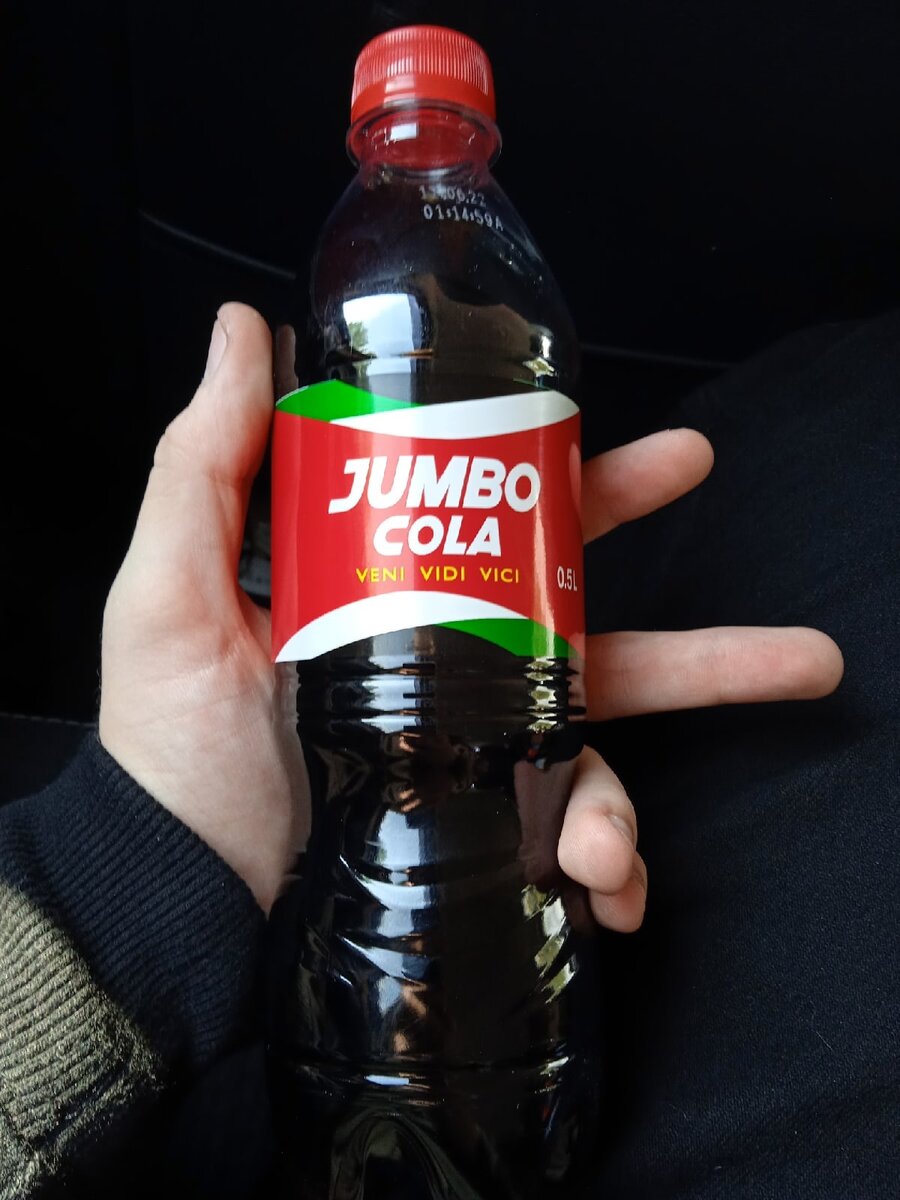 01:14:59A
JUMBO
COLA
VENI VIDI VICI
0.5L